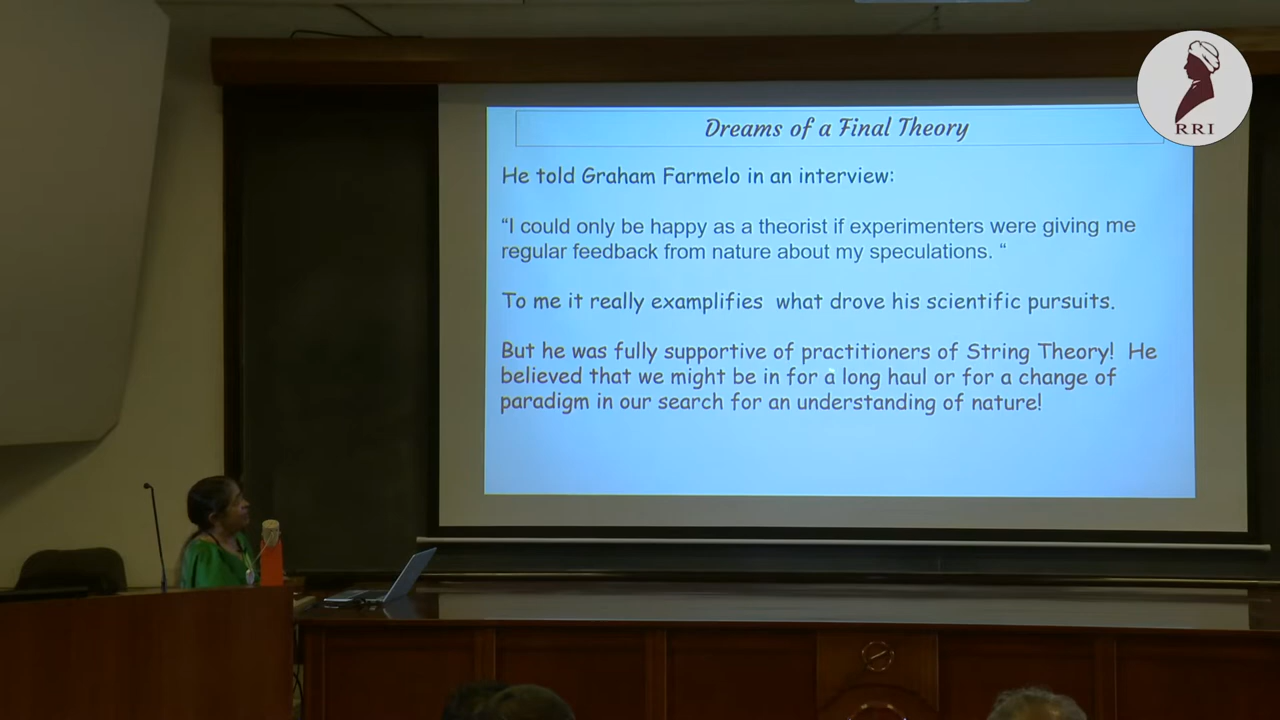 RRI
Dreams of a Final Theory
He told Graham Farmelo in an interview:
“I could only be happy as a theorist if experimenters were giving me
regular feedback from nature about my speculations. “
To me it really examplifies what drove his scientific pursuits.
But he was fully supportive of practitioners of String Theory! He
believed that we might be in for a long haul or for a change of
paradigm in our search for an understanding of nature!